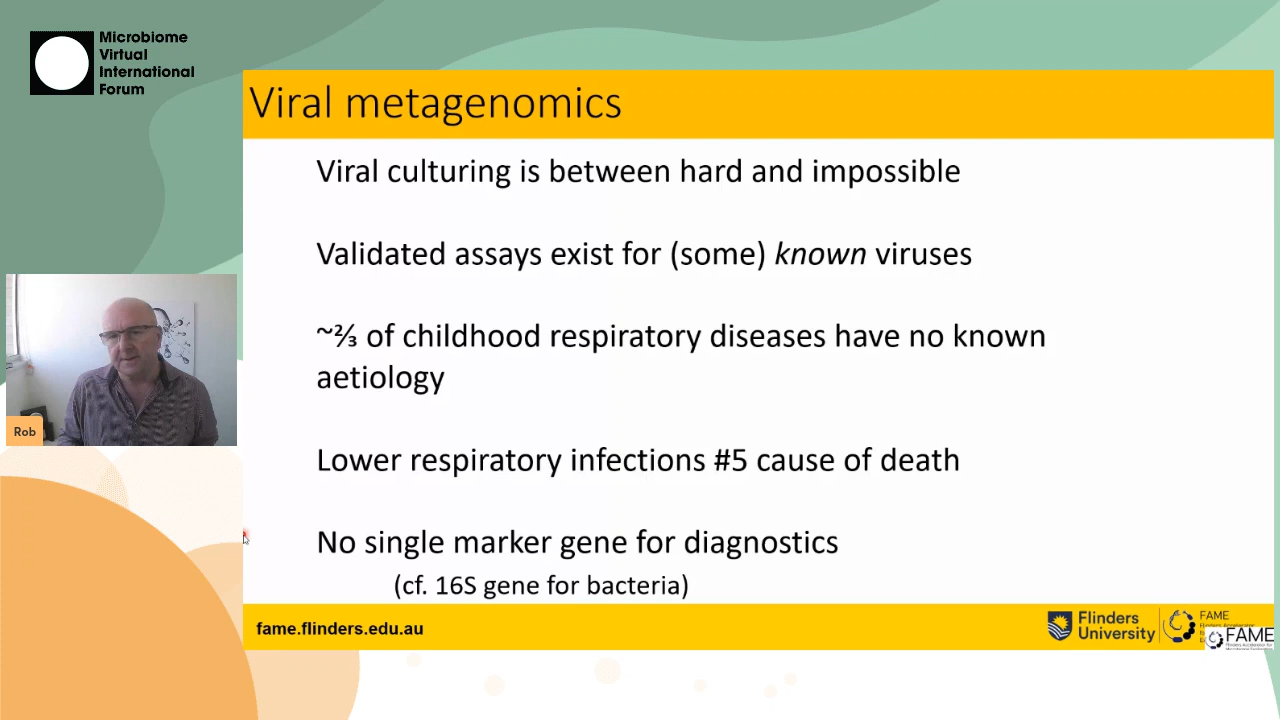 Microbiome
Virtual
International
Forum
Viral metagenomics
Viral culturing is between hard and impossible
Validated assays exist for (some) known viruses
~⅔ of childhood respiratory diseases have no known
aetiology
Lower respiratory infections #5 cause of death
No single marker gene for diagnostics
(cf. 16S gene for bacteria)
Rob
fame.flinders.edu.au
Flinders
University
FAME
FAME